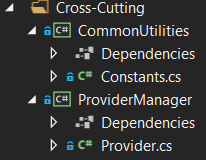 Cross-Cutting
C# CommonUtilities
Dependencies
C# Constants.cs
C# ProviderManager
Dependencies
C# Provider.cs